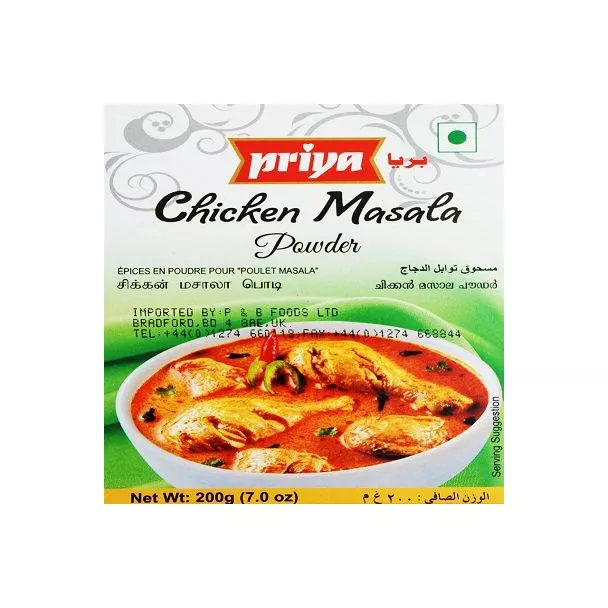 priya بريا
Chicken Masala
Powder
ÉPICES EN POUDRE POUR "POULET MASALA"
مسحوق توابل الدجاج
சிக்கன் மசாலா பொடி
ചിക്കൻ മസാല പൗഡർ
IMPORTED BY:P & B FOODS LTD
BRADFORD,BD 4 8AE,UK.
TEL:+44(0)1274 660118;FAX:+44(0)1274 668844
Serving Suggestion
Net Wt: 200g (7.0 oz)
الوزن الصافي : ٢٠٠ غ م